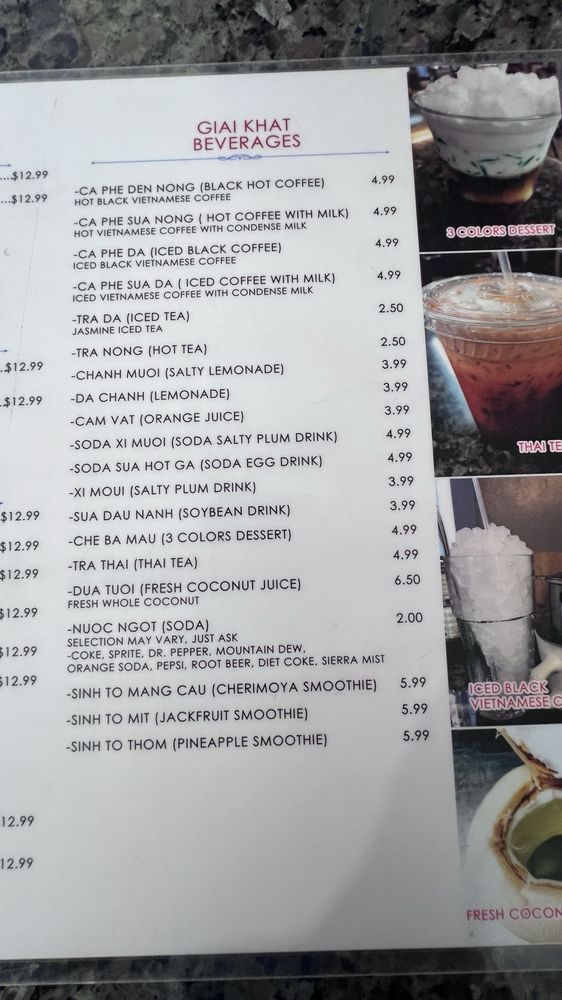 ...$12.99
...$12.99
.$12.99
.$12.99
$12.99
$12.99
$12.99
$12.99
$12.99
$12.99
12.99
12.99
GIAI KHAT
BEVERAGES
-CA PHE DEN NONG (BLACK HOT COFFEE) 4.99
HOT BLACK VIETNAMESE COFFEE
-CA PHE SUA NONG ( HOT COFFEE WITH MILK) 4.99
HOT VIETNAMESE COFFEE WITH CONDENSE MILK
-CA PHE DA (ICED BLACK COFFEE) 4.99
ICED BLACK VIETNAMESE COFFEE
-CA PHE SUA DA ( ICED COFFEE WITH MILK) 4.99
ICED VIETNAMESE COFFEE WITH CONDENSE MILK
-TRA DA (ICED TEA) 2.50
JASMINE ICED TEA
-TRA NONG (HOT TEA) 2.50
-CHANH MUOI (SALTY LEMONADE) 3.99
-DA CHANH (LEMONADE) 3.99
-CAM VAT (ORANGE JUICE) 3.99
-SODA XI MUOI (SODA SALTY PLUM DRINK) 4.99
-SODA SUA HOT GA (SODA EGG DRINK) 4.99
-XI MOUI (SALTY PLUM DRINK) 3.99
-SUA DAU NANH (SOYBEAN DRINK) 3.99
-CHE BA MAU (3 COLORS DESSERT) 4.99
-TRA THAI (THAI TEA) 4.99
-DUA TUOI (FRESH COCONUT JUICE) 6.50
FRESH WHOLE COCONUT
-NUOC NGOT (SODA) 2.00
SELECTION MAY VARY, JUST ASK
-COKE, SPRITE, DR. PEPPER, MOUNTAIN DEW,
ORANGE SODA, PEPSI, ROOT BEER, DIET COKE, SIERRA MIST
-SINH TO MANG CAU (CHERIMOYA SMOOTHIE) 5.99
-SINH TO MIT (JACKFRUIT SMOOTHIE) 5.99
-SINH TO THOM (PINEAPPLE SMOOTHIE) 5.99
3 COLORS DESSERT
THAI TE
ICED BLACK
VIETNAMESE C
FRESH COCON